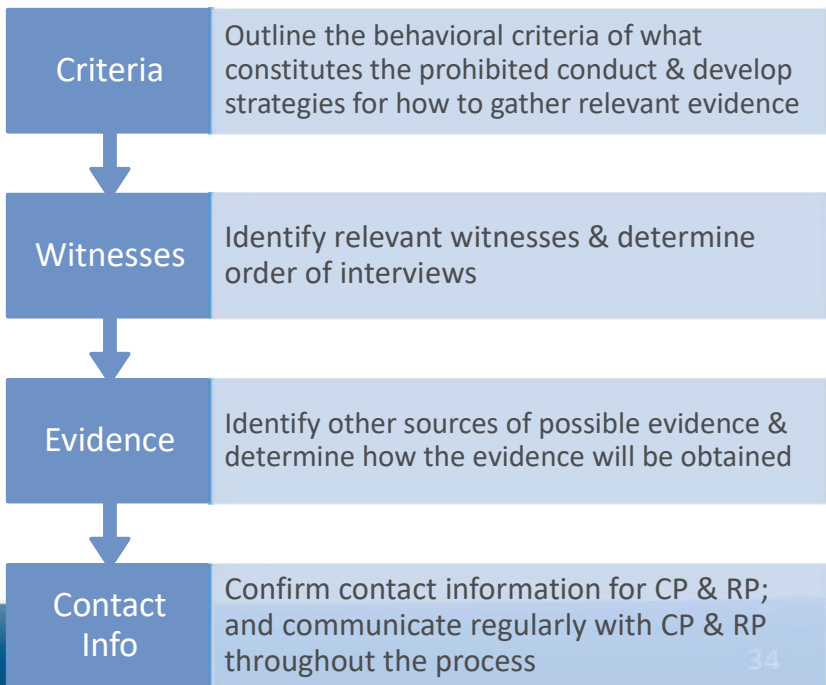 Criteria
Outline the behavioral criteria of what
constitutes the prohibited conduct & develop
strategies for how to gather relevant evidence
Witnesses
Identify relevant witnesses & determine
order of interviews
Evidence
Identify other sources of possible evidence &
determine how the evidence will be obtained
Contact
Info
Confirm contact information for CP & RP;
and communicate regularly with CP & RP
throughout the process
34